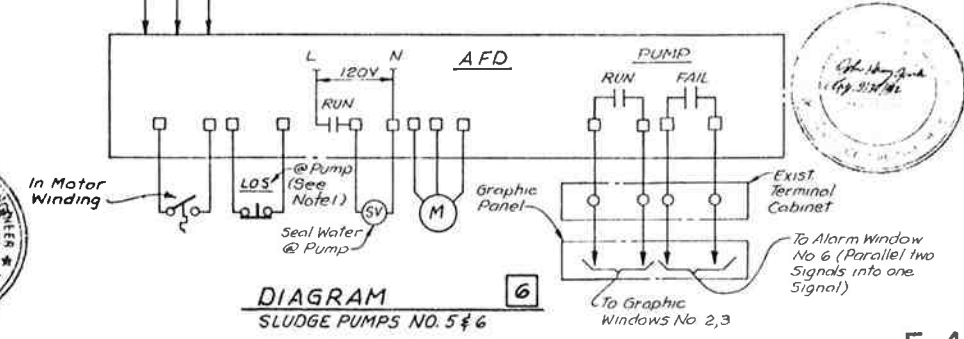 AFD
L
N
120V
RUN
PUMP
RUN
FAIL
In Motor
Winding
LOS
@ Pump
(See
Note 1)
SV
Seal Water
@ Pump
M
Graphic
Panel
Exist.
Terminal
Cabinet
To Alarm Window
No 6 (Parallel two
Signals into one
Signal)
To Graphic
Windows No 2,3
DIAGRAM
6
SLUDGE PUMPS NO. 5 & 6